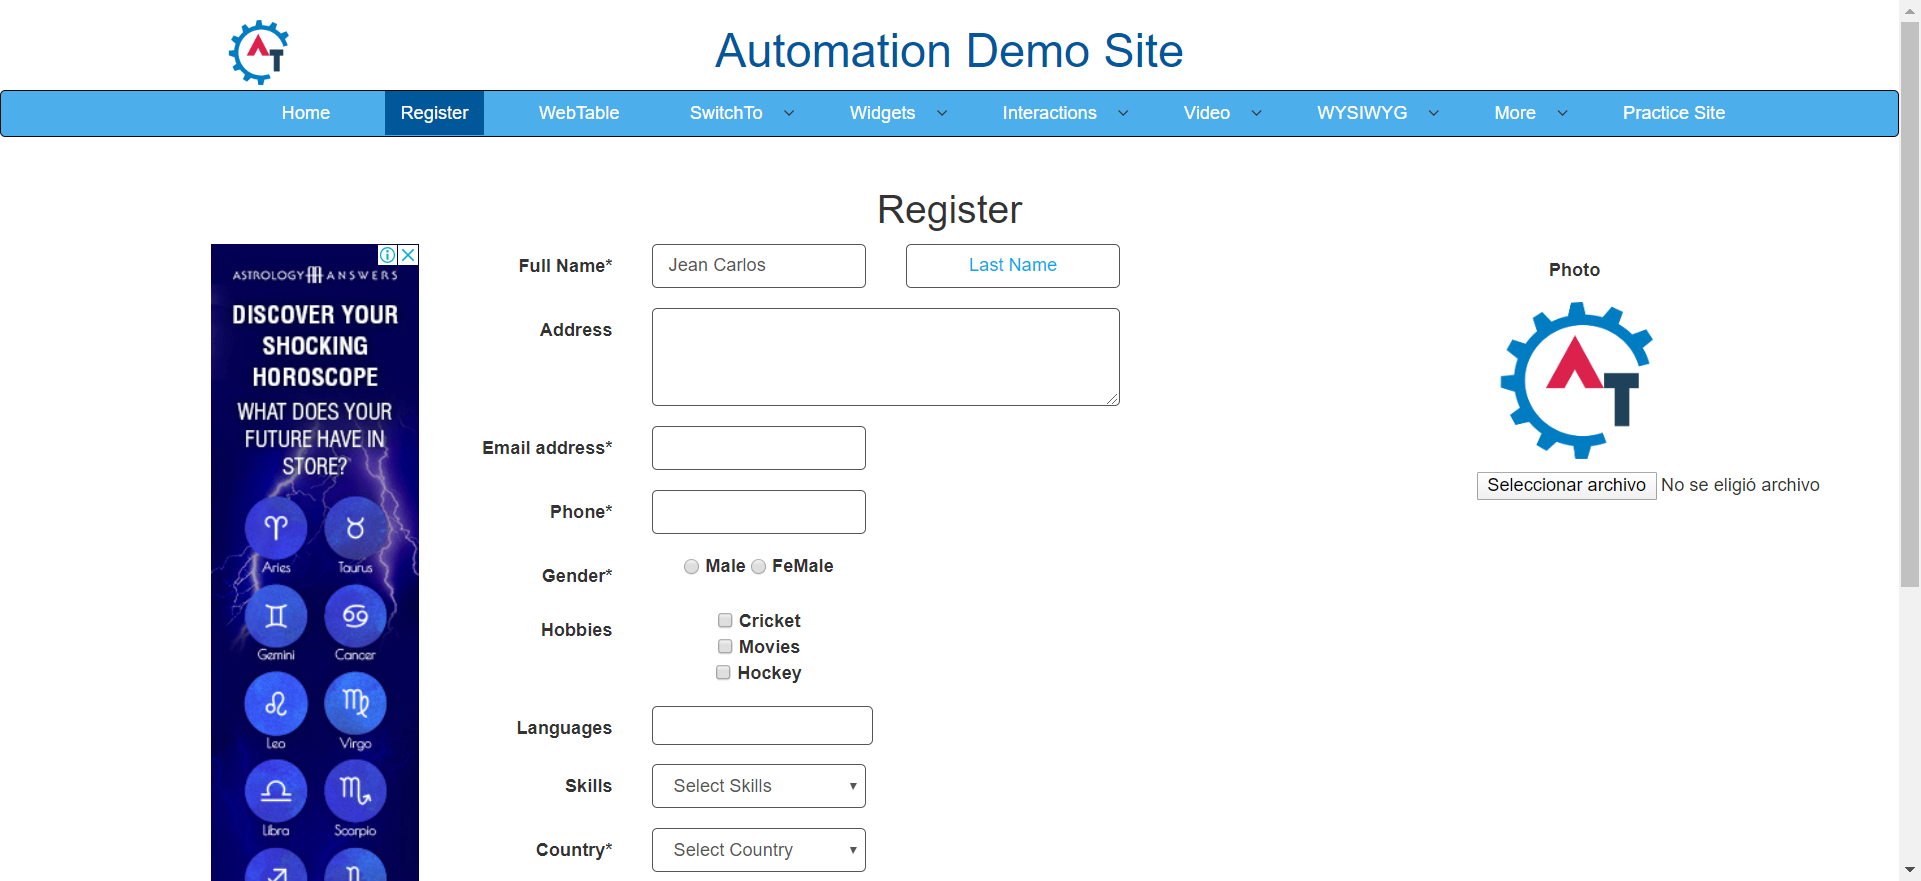 Automation Demo Site
Home Register WebTable SwitchTo Widgets Interactions Video WYSIWYG More Practice Site
Register
ASTROLOGY ANSWERS
DISCOVER YOUR
SHOCKING
HOROSCOPE
WHAT DOES YOUR
FUTURE HAVE IN
STORE?
Aries Taurus
Gemini Cancer
Leo Virgo
Libra Scorpio
Full Name* Jean Carlos Last Name
Address
Email address*
Phone*
Gender* Male FeMale
Hobbies Cricket
Movies
Hockey
Languages
Skills Select Skills
Country* Select Country
Photo
AT
Seleccionar archivo No se eligió archivo